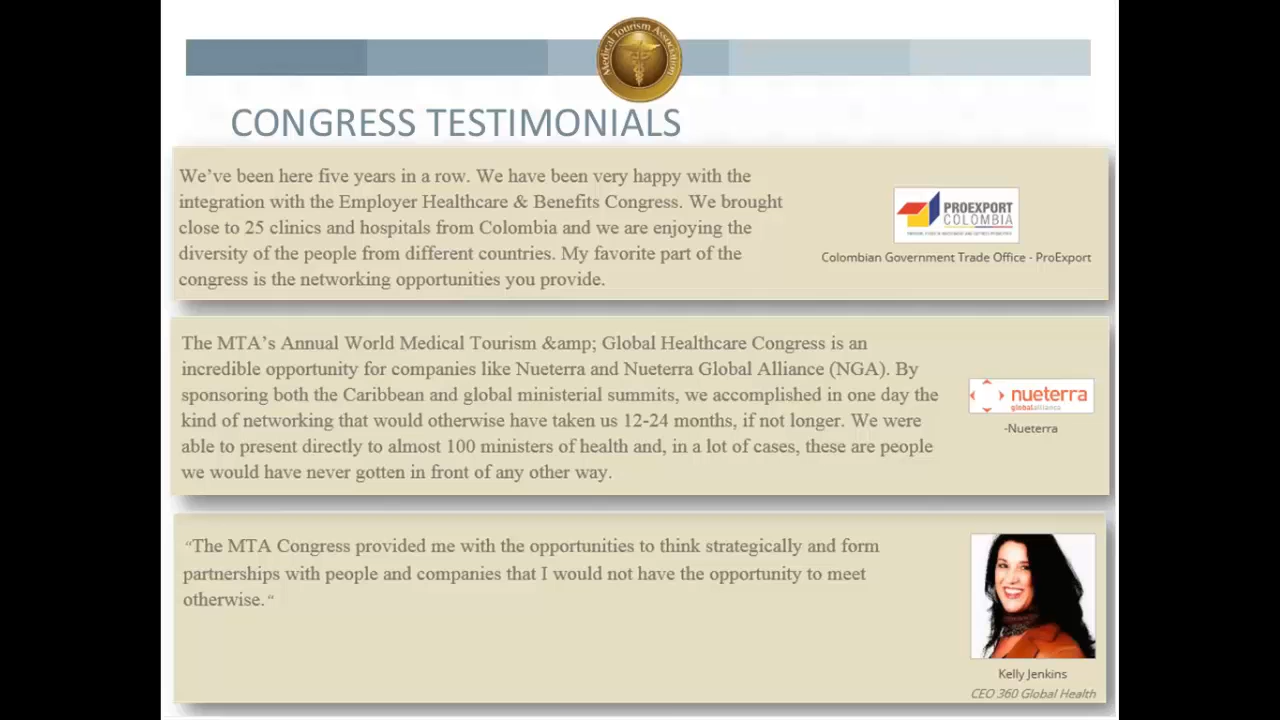 Medical Tourism Association
CONGRESS TESTIMONIALS
We’ve been here five years in a row. We have been very happy with the
integration with the Employer Healthcare & Benefits Congress. We brought
close to 25 clinics and hospitals from Colombia and we are enjoying the
diversity of the people from different countries. My favorite part of the
congress is the networking opportunities you provide.
PROEXPORT
COLOMBIA
Colombian Government Trade Office - ProExport
The MTA’s Annual World Medical Tourism &amp; Global Healthcare Congress is an
incredible opportunity for companies like Nueterra and Nueterra Global Alliance (NGA). By
sponsoring both the Caribbean and global ministerial summits, we accomplished in one day the
kind of networking that would otherwise have taken us 12-24 months, if not longer. We were
able to present directly to almost 100 ministers of health and, in a lot of cases, these are people
we would have never gotten in front of any other way.
nueterra
globalalliance
-Nueterra
“The MTA Congress provided me with the opportunities to think strategically and form
partnerships with people and companies that I would not have the opportunity to meet
otherwise.“
Kelly Jenkins
CEO 360 Global Health